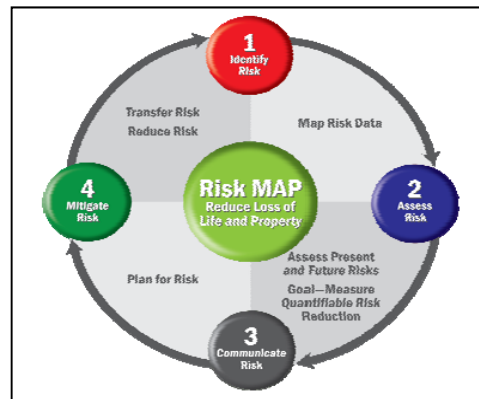 1
Identify
Risk
Transfer Risk
Reduce Risk
Map Risk Data
4
Mitigate
Risk
Risk MAP
Reduce Loss of
Life and Property
2
Assess
Risk
Plan for Risk
Assess Present
and Future Risks
Goal—Measure
Quantifiable Risk
Reduction
3
Communicate
Risk